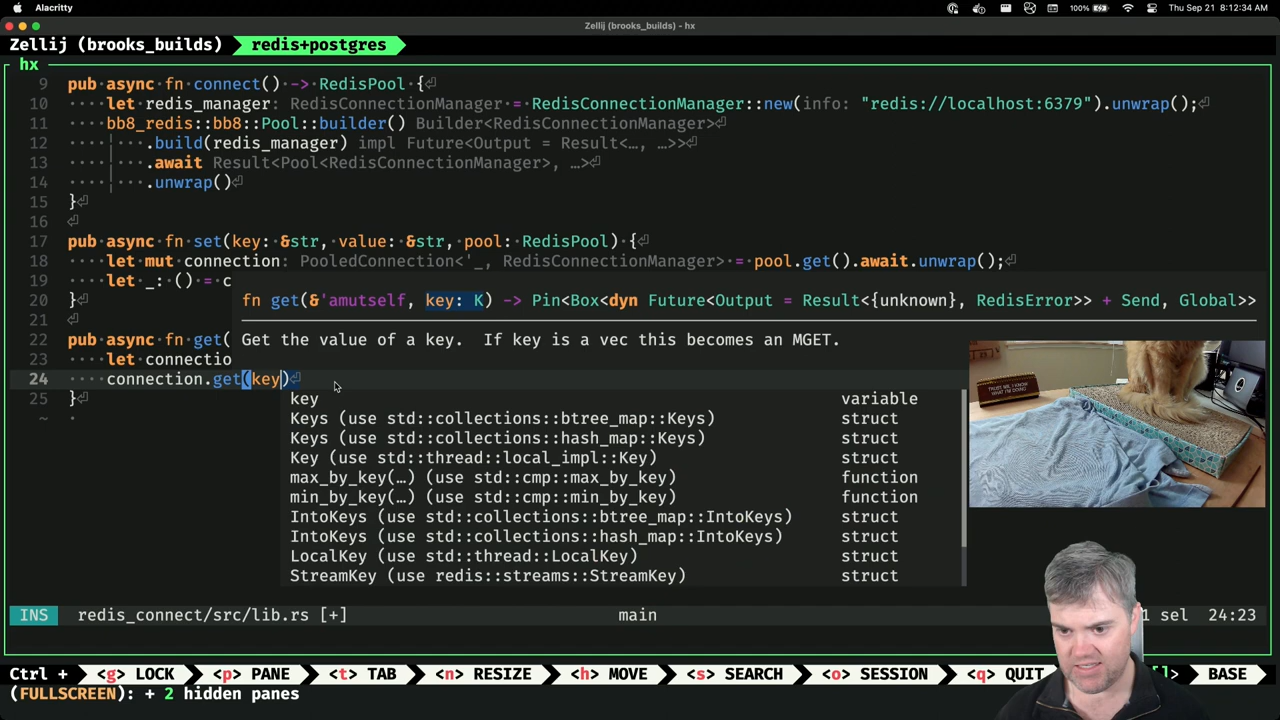 Alacritty
100%
Thu Sep 21 8:12:34 AM
Zellij (brooks_builds) - hx
Zellij (brooks_builds) redis+postgres
hx
9 pub·async·fn·connect()·->·RedisPool·{⏎
10 ····let·redis_manager: RedisConnectionManager·=·RedisConnectionManager::new(info: "redis://localhost:6379").unwrap();⏎
11 ····bb8_redis::bb8::Pool::builder() Builder<RedisConnectionManager>⏎
12 ····¦···.build(redis_manager) impl Future<Output = Result<…, …>>⏎
13 ····¦···.await Result<Pool<RedisConnectionManager>, …>⏎
14 ····¦···.unwrap()⏎
15 }⏎
16 ⏎
17 pub·async·fn·set(key:·&str,·value:·&str,·pool:·RedisPool)·{⏎
18 ····let·mut·connection: PooledConnection<'_, RedisConnectionManager>·=·pool.get().await.unwrap();⏎
19 ····let·_:·()·=·c
20 }⏎
fn get(&'amutself, key: K) -> Pin<Box<dyn Future<Output = Result<{unknown}, RedisError>> + Send, Global>>
21 ⏎
22 pub·async·fn·get(
Get the value of a key. If key is a vec this becomes an MGET.
23 ····let·connectio
24 ····connection.get(key)⏎
25 }⏎
~ ·
key variable
Keys (use std::collections::btree_map::Keys) struct
Keys (use std::collections::hash_map::Keys) struct
Key (use std::thread::local_impl::Key) struct
max_by_key(…) (use std::cmp::max_by_key) function
min_by_key(…) (use std::cmp::min_by_key) function
IntoKeys (use std::collections::btree_map::IntoKeys) struct
IntoKeys (use std::collections::hash_map::IntoKeys) struct
LocalKey (use std::thread::LocalKey) struct
StreamKey (use redis::streams::StreamKey) struct
TRUST ME, I KNOW
WHAT I'M DOING
INS redis_connect/src/lib.rs [+] main 1 sel 24:23
Ctrl + <g> LOCK <p> PANE <t> TAB <n> RESIZE <h> MOVE <s> SEARCH <o> SESSION <q> QUIT []> BASE
(FULLSCREEN): + 2 hidden panes